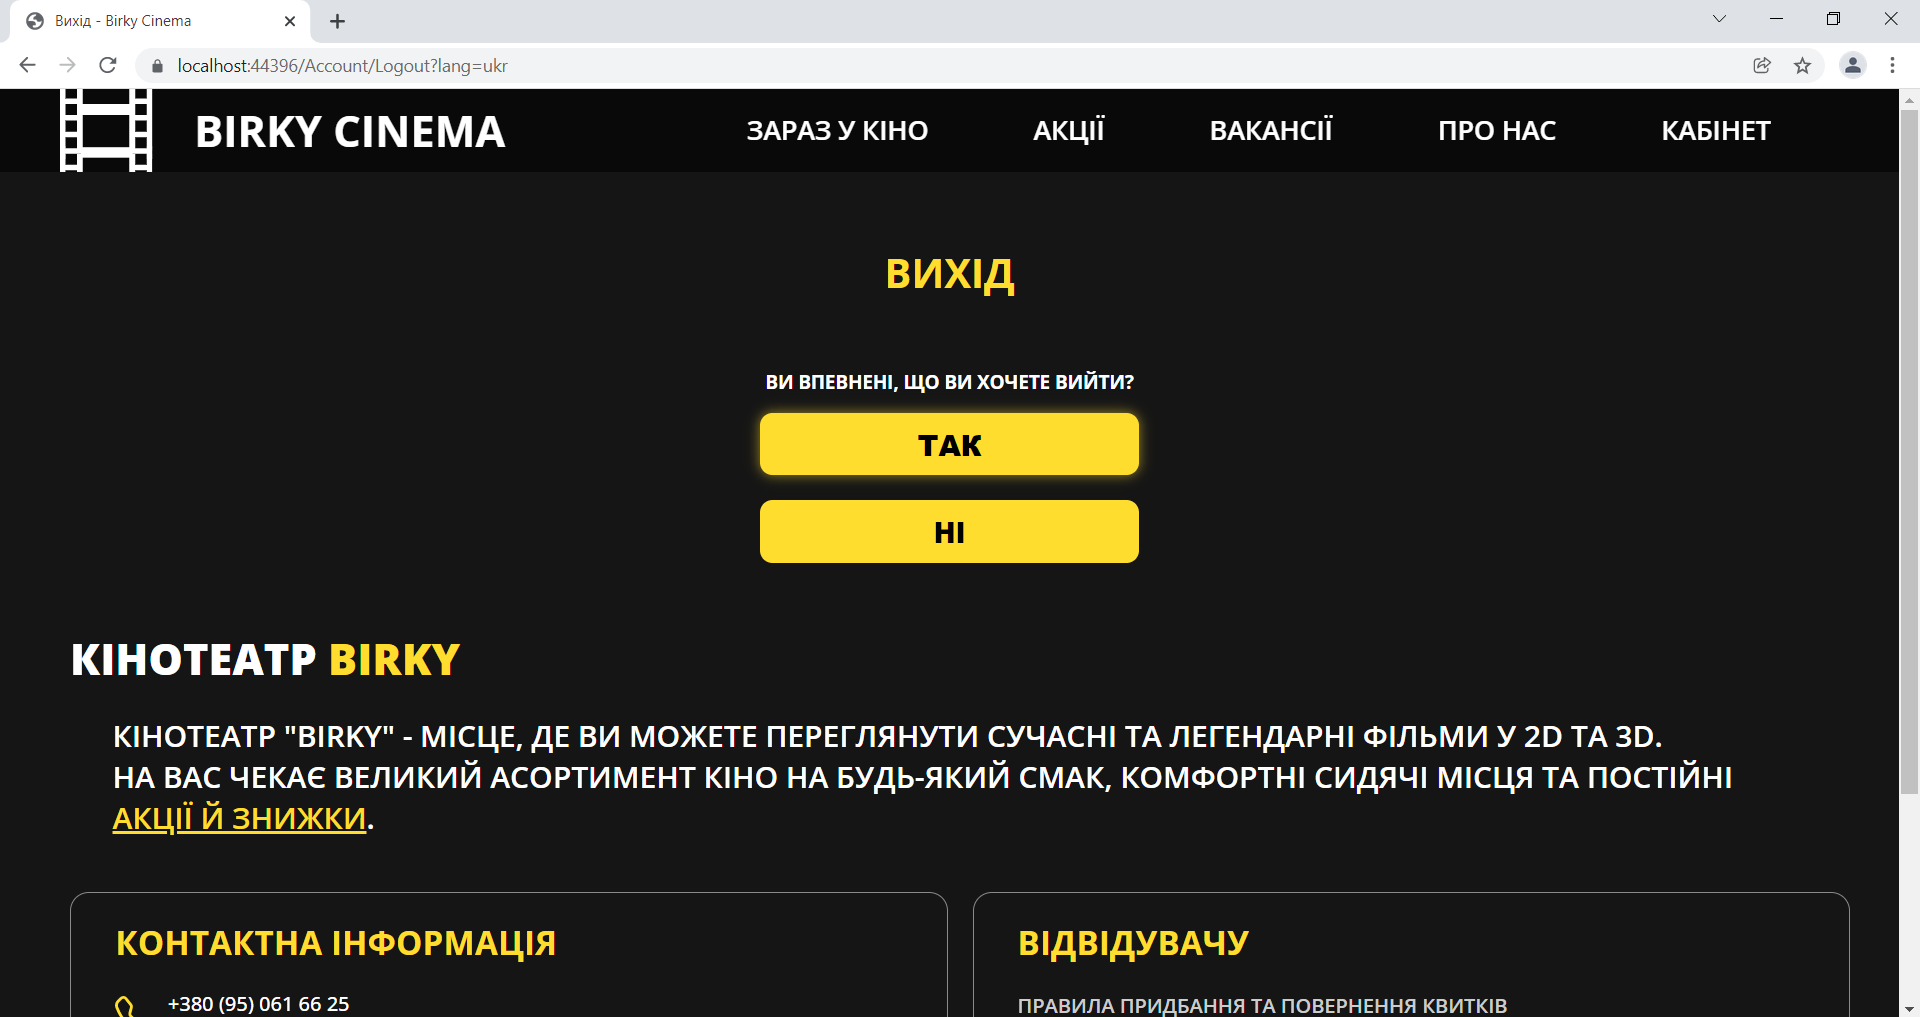 Вихід - Birky Cinema
localhost:44396/Account/Logout?lang=ukr
BIRKY CINEMA
ЗАРАЗ У КІНО
АКЦІЇ
ВАКАНСІЇ
ПРО НАС
КАБІНЕТ
ВИХІД
ВИ ВПЕВНЕНІ, ЩО ВИ ХОЧЕТЕ ВИЙТИ?
ТАК
НІ
КІНОТЕАТР BIRKY
КІНОТЕАТР "BIRKY" - МІСЦЕ, ДЕ ВИ МОЖЕТЕ ПЕРЕГЛЯНУТИ СУЧАСНІ ТА ЛЕГЕНДАРНІ ФІЛЬМИ У 2D ТА 3D.
НА ВАС ЧЕКАЄ ВЕЛИКИЙ АСОРТИМЕНТ КІНО НА БУДЬ-ЯКИЙ СМАК, КОМФОРТНІ СИДЯЧІ МІСЦЯ ТА ПОСТІЙНІ
АКЦІЇ Й ЗНИЖКИ.
КОНТАКТНА ІНФОРМАЦІЯ
+380 (95) 061 66 25
ВІДВІДУВАЧУ
ПРАВИЛА ПРИДБАННЯ ТА ПОВЕРНЕННЯ КВИТКІВ